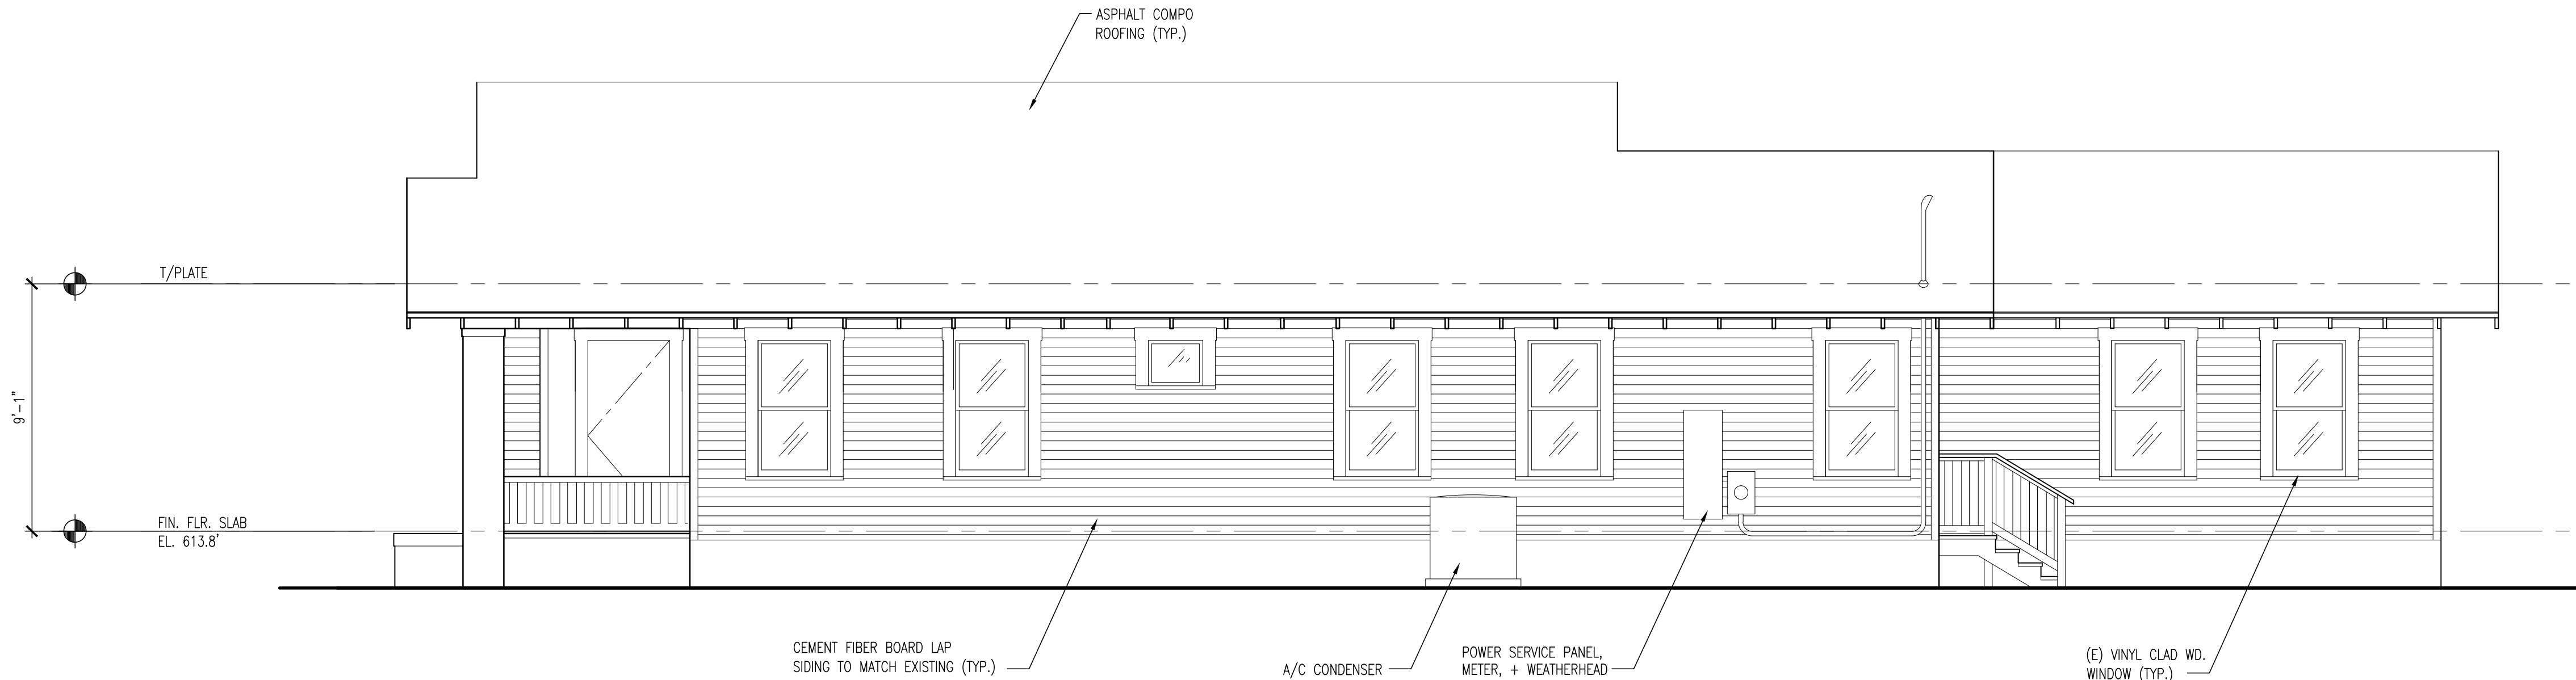 ASPHALT COMPO
ROOFING (TYP.)
T/PLATE
9'-1"
FIN. FLR. SLAB
EL. 613.8'
CEMENT FIBER BOARD LAP
SIDING TO MATCH EXISTING (TYP.)
A/C CONDENSER
POWER SERVICE PANEL,
METER, + WEATHERHEAD
(E) VINYL CLAD WD.
WINDOW (TYP.)